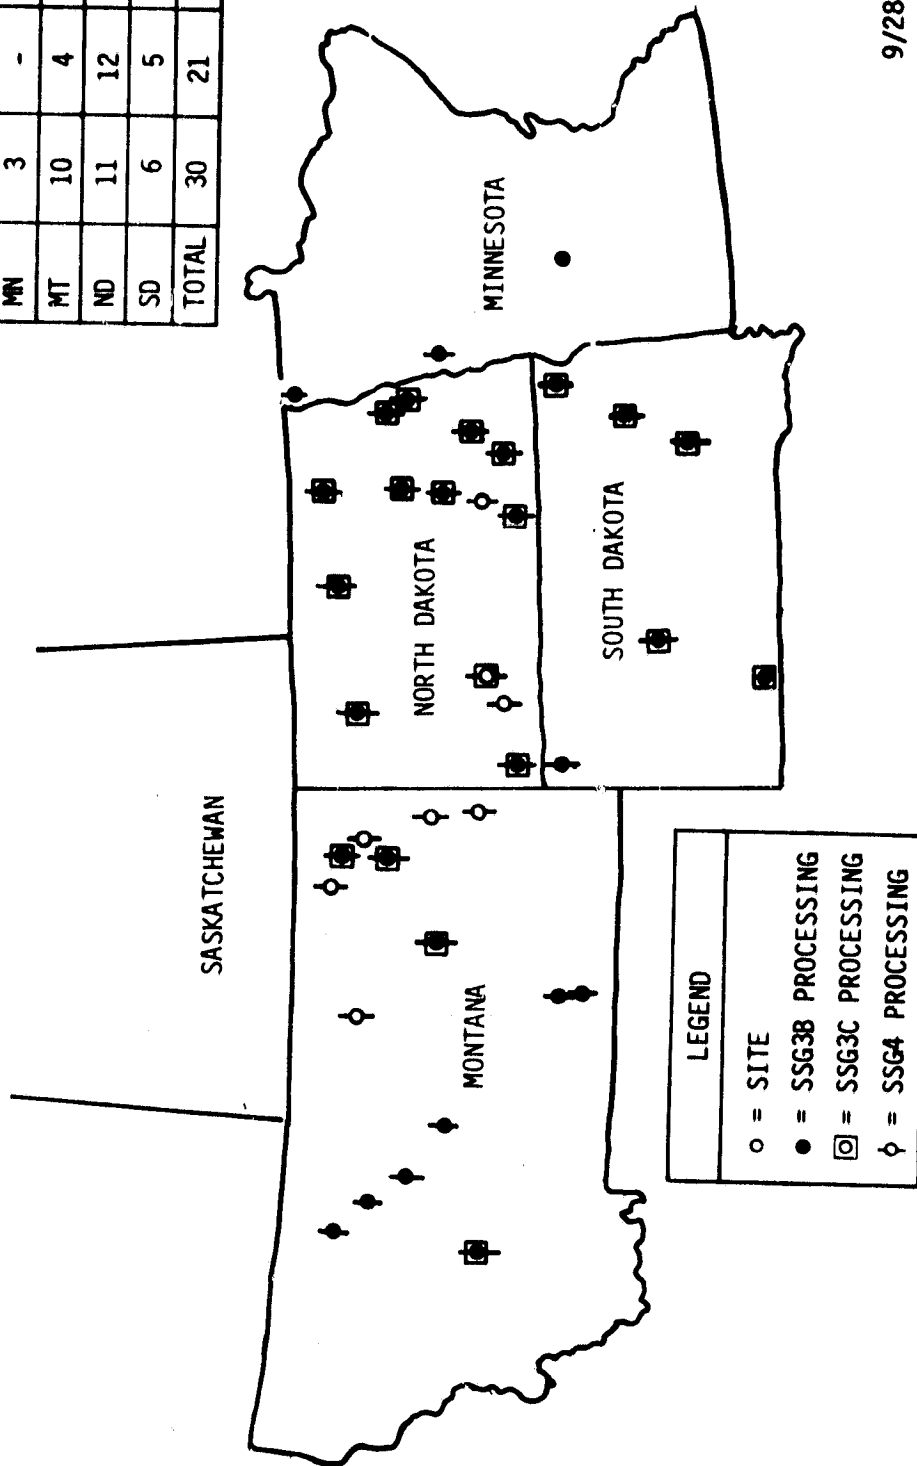 MN 3 -
MT 10 4
ND 11 12
SD 6 5
TOTAL 30 21
SASKATCHEWAN
MONTANA
NORTH DAKOTA
SOUTH DAKOTA
MINNESOTA
LEGEND
= SITE
= SSG3B PROCESSING
= SSG3C PROCESSING
= SSG4 PROCESSING
9/28